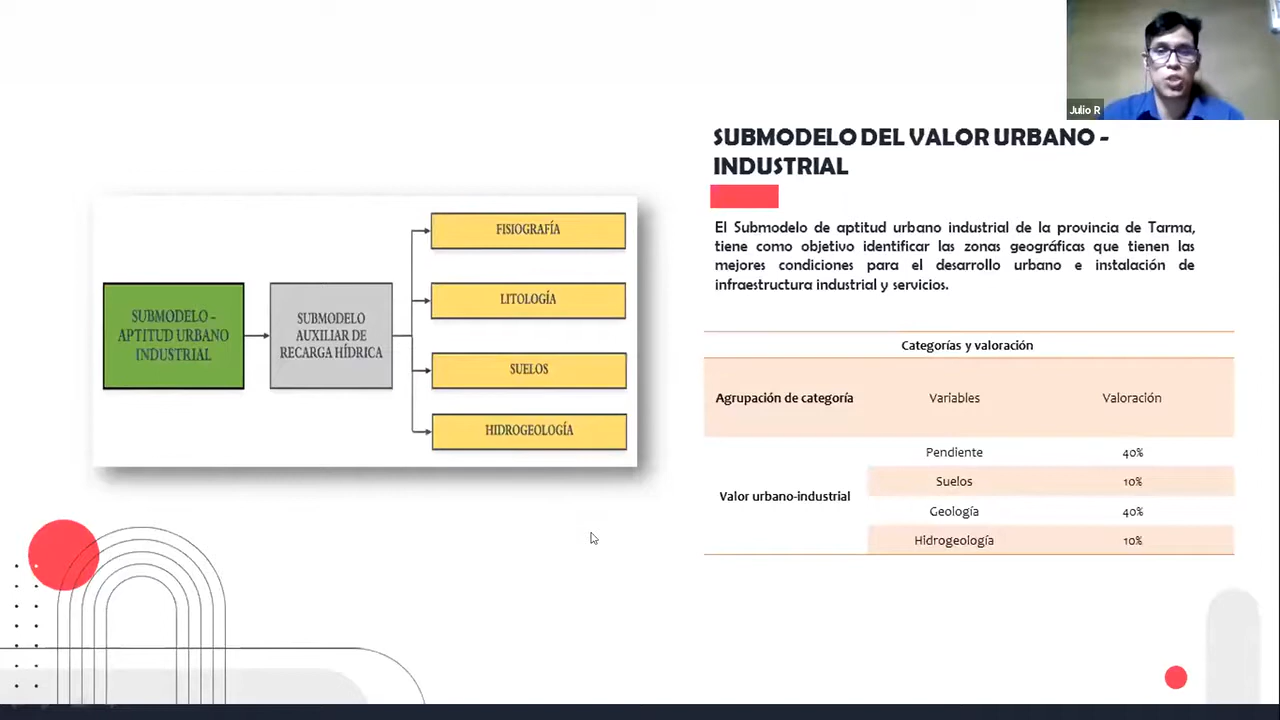 Julio R
SUBMODELO DEL VALOR URBANO -
INDUSTRIAL
El Submodelo de aptitud urbano industrial de la provincia de Tarma,
tiene como objetivo identificar las zonas geográficas que tienen las
mejores condiciones para el desarrollo urbano e instalación de
infraestructura industrial y servicios.
SUBMODELO –
APTITUD URBANO
INDUSTRIAL
SUBMODELO
AUXILIAR DE
RECARGA HÍDRICA
FISIOGRAFÍA
LITOLOGÍA
SUELOS
HIDROGEOLOGÍA
Categorías y valoración
Agrupación de categoría Variables Valoración
Valor urbano-industrial
Pendiente 40%
Suelos 10%
Geología 40%
Hidrogeología 10%